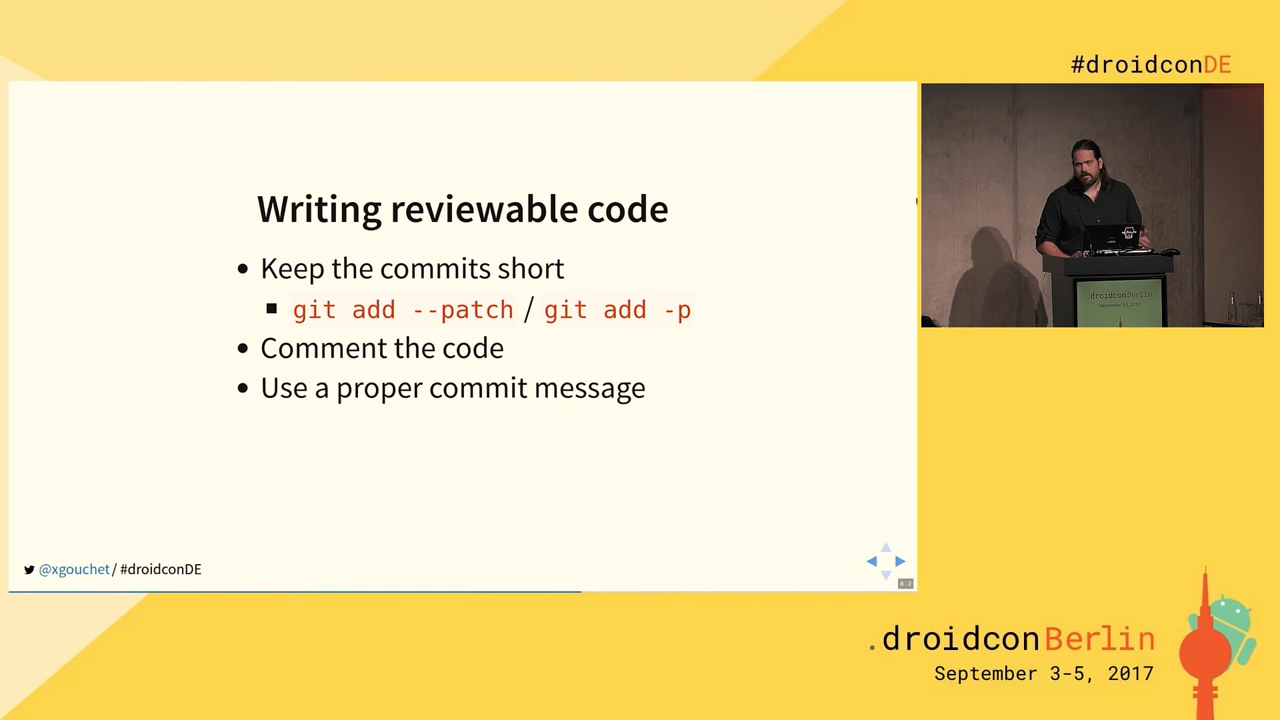 #droidconDE
Writing reviewable code
Keep the commits short
git add --patch / git add -p
Comment the code
Use a proper commit message
@xgouchet / #droidconDE
.droidconBerlin
.droidconBerlin
September 3-5, 2017